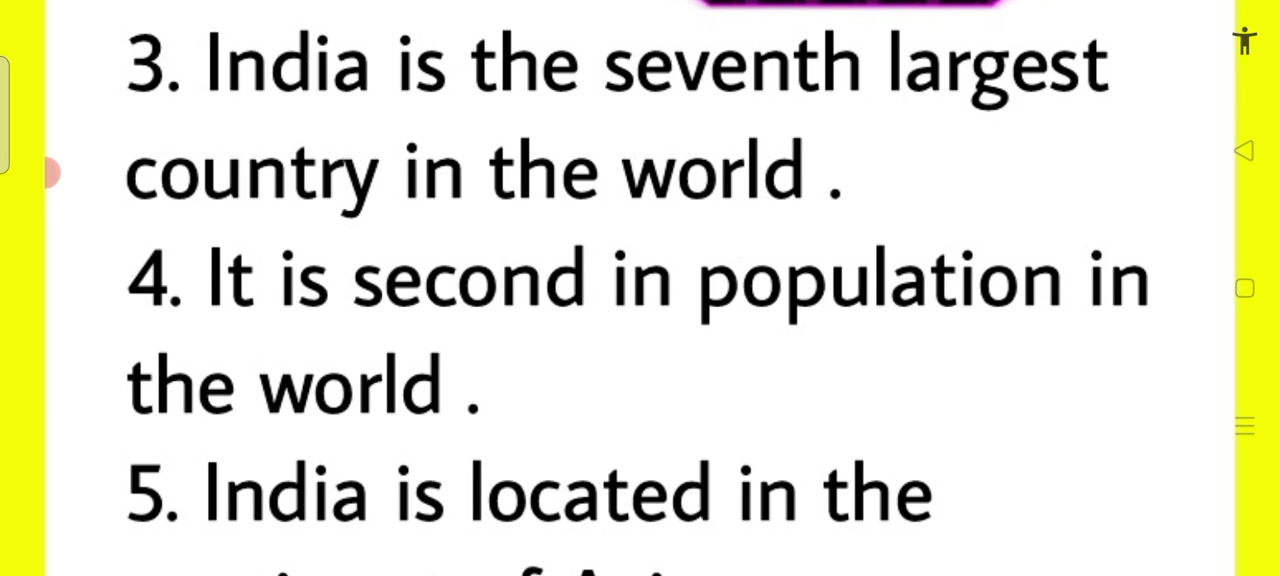 3. India is the seventh largest
country in the world .
4. It is second in population in
the world .
5. India is located in the